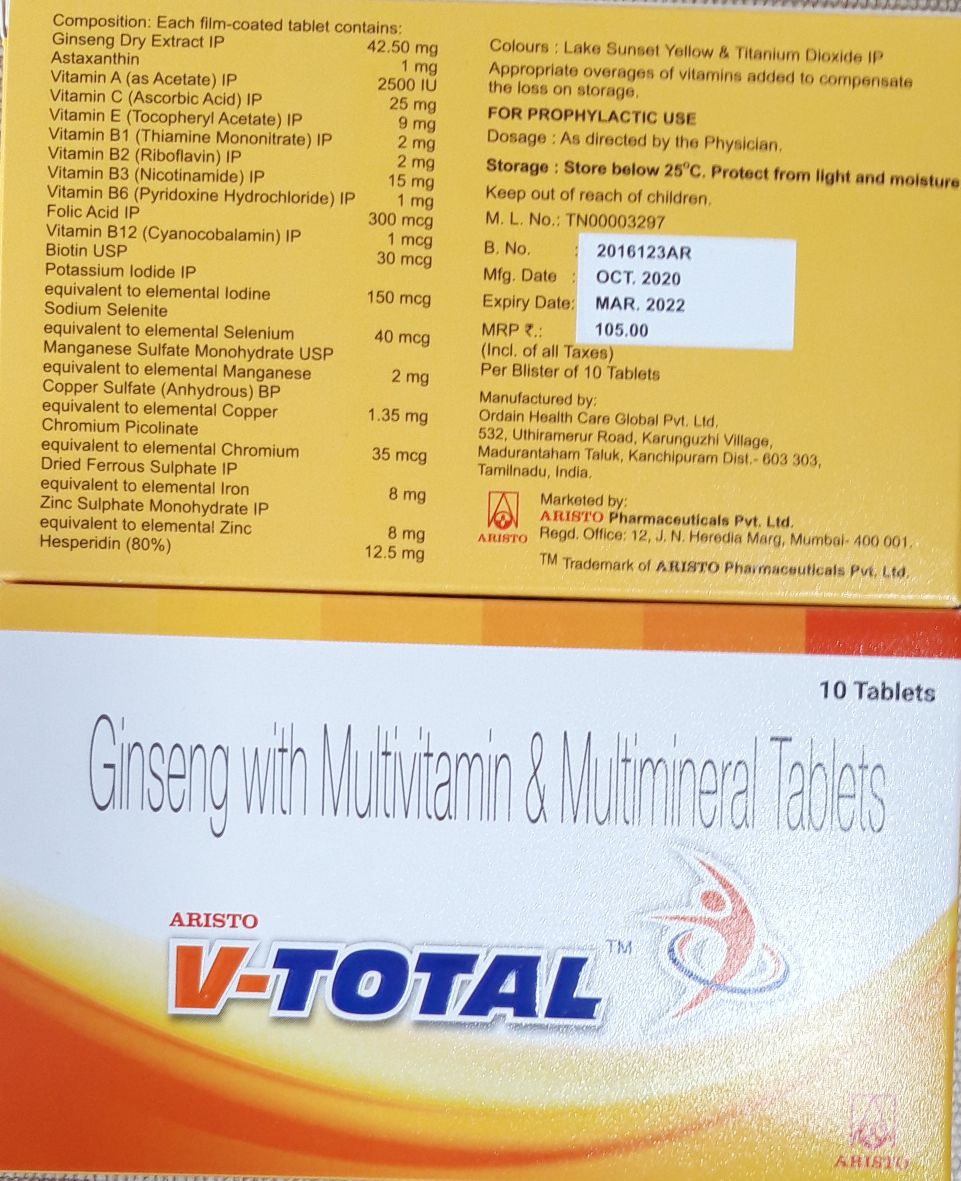 Composition: Each film-coated tablet contains:
Ginseng Dry Extract IP 42.50 mg
Astaxanthin 1 mg
Vitamin A (as Acetate) IP 2500 IU
Vitamin C (Ascorbic Acid) IP 25 mg
Vitamin E (Tocopheryl Acetate) IP 9 mg
Vitamin B1 (Thiamine Mononitrate) IP 2 mg
Vitamin B2 (Riboflavin) IP 2 mg
Vitamin B3 (Nicotinamide) IP 15 mg
Vitamin B6 (Pyridoxine Hydrochloride) IP 1 mg
Folic Acid IP 300 mcg
Vitamin B12 (Cyanocobalamin) IP 1 mcg
Biotin USP 30 mcg
Potassium Iodide IP
equivalent to elemental Iodine 150 mcg
Sodium Selenite
equivalent to elemental Selenium 40 mcg
Manganese Sulfate Monohydrate USP
equivalent to elemental Manganese 2 mg
Copper Sulfate (Anhydrous) BP
equivalent to elemental Copper 1.35 mg
Chromium Picolinate
equivalent to elemental Chromium 35 mcg
Dried Ferrous Sulphate IP
equivalent to elemental Iron 8 mg
Zinc Sulphate Monohydrate IP
equivalent to elemental Zinc 8 mg
Hesperidin (80%) 12.5 mg
Colours : Lake Sunset Yellow & Titanium Dioxide IP
Appropriate overages of vitamins added to compensate
the loss on storage.
FOR PROPHYLACTIC USE
Dosage : As directed by the Physician.
Storage : Store below 25°C. Protect from light and moisture
Keep out of reach of children.
M. L. No.: TN00003297
B. No. : 2016123AR
Mfg. Date : OCT. 2020
Expiry Date: MAR. 2022
MRP ₹.: 105.00
(Incl. of all Taxes)
Per Blister of 10 Tablets
Manufactured by:
Ordain Health Care Global Pvt. Ltd.
532, Uthiramerur Road, Karunguzhi Village,
Madurantaham Taluk, Kanchipuram Dist.- 603 303,
Tamilnadu, India.
ARISTO
Marketed by:
ARISTO Pharmaceuticals Pvt. Ltd.
Regd. Office: 12, J. N. Heredia Marg, Mumbai- 400 001.
TM Trademark of ARISTO Pharmaceuticals Pvt. Ltd.
10 Tablets
Ginseng with Multivitamin & Multimineral Tablets
ARISTO
V-TOTAL TM
ARISTO